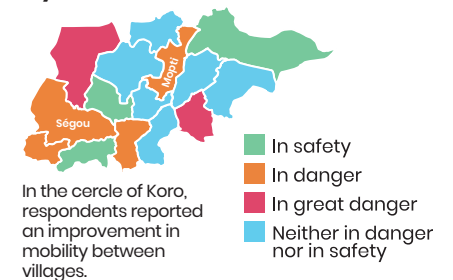 Mopti
Ségou
In the cercle of Koro,
respondents reported
an improvement in
mobility between
villages.
In safety
In danger
In great danger
Neither in danger
nor in safety